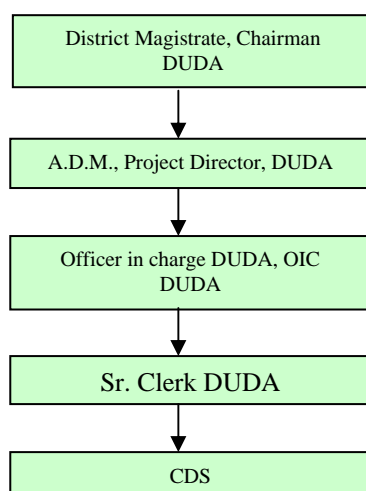 District Magistrate, Chairman
DUDA
A.D.M., Project Director, DUDA
Officer in charge DUDA, OIC
DUDA
Sr. Clerk DUDA
CDS